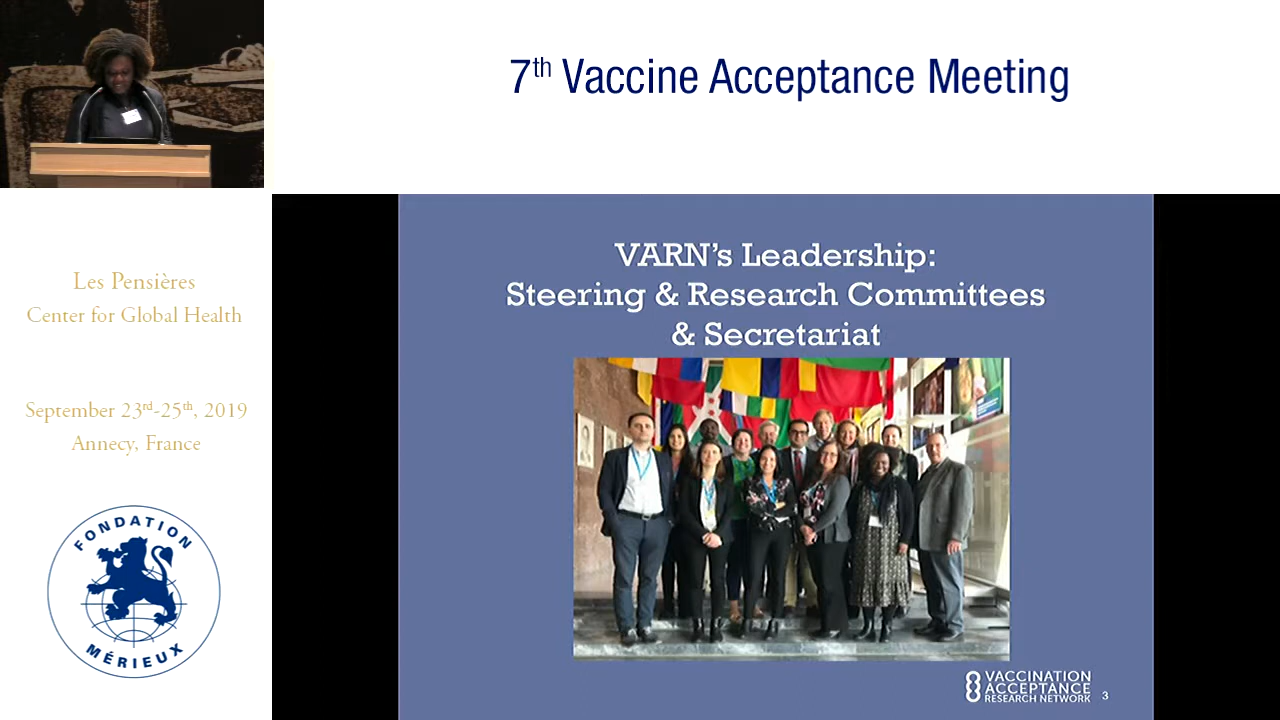 7th Vaccine Acceptance Meeting
Les Pensières
Center for Global Health
September 23rd-25th, 2019
Annecy, France
FONDATION
MÉRIEUX
VARN's Leadership:
Steering & Research Committees
& Secretariat
VACCINATION
ACCEPTANCE
RESEARCH NETWORK
3